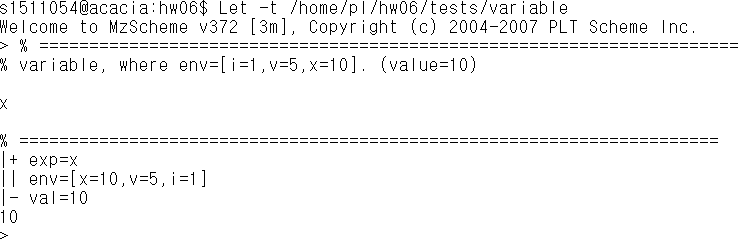 s1511054@acacia:hw06$ Let -t /home/pl/hw06/tests/variable
Welcome to MzScheme v372 [3m], Copyright (c) 2004-2007 PLT Scheme Inc.
> % ======================================================================
% variable, where env=[i=1,v=5,x=10]. (value=10)
x
% ======================================================================
|+ exp=x
|| env=[x=10,v=5,i=1]
|- val=10
10
>